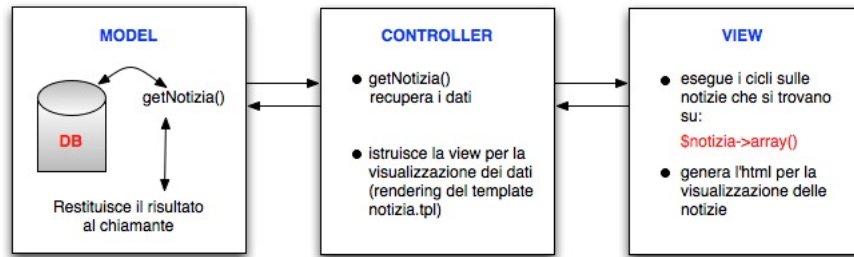 MODEL
getNotizia()
DB
Restituisce il risultato
al chiamante
CONTROLLER
getNotizia()
recupera i dati
istruisce la view per la
visualizzazione dei dati
(rendering del template
notizia.tpl)
VIEW
esegue i cicli sulle
notizie che si trovano
su:
$notizia->array()
genera l'html per la
visualizzazione delle
notizie